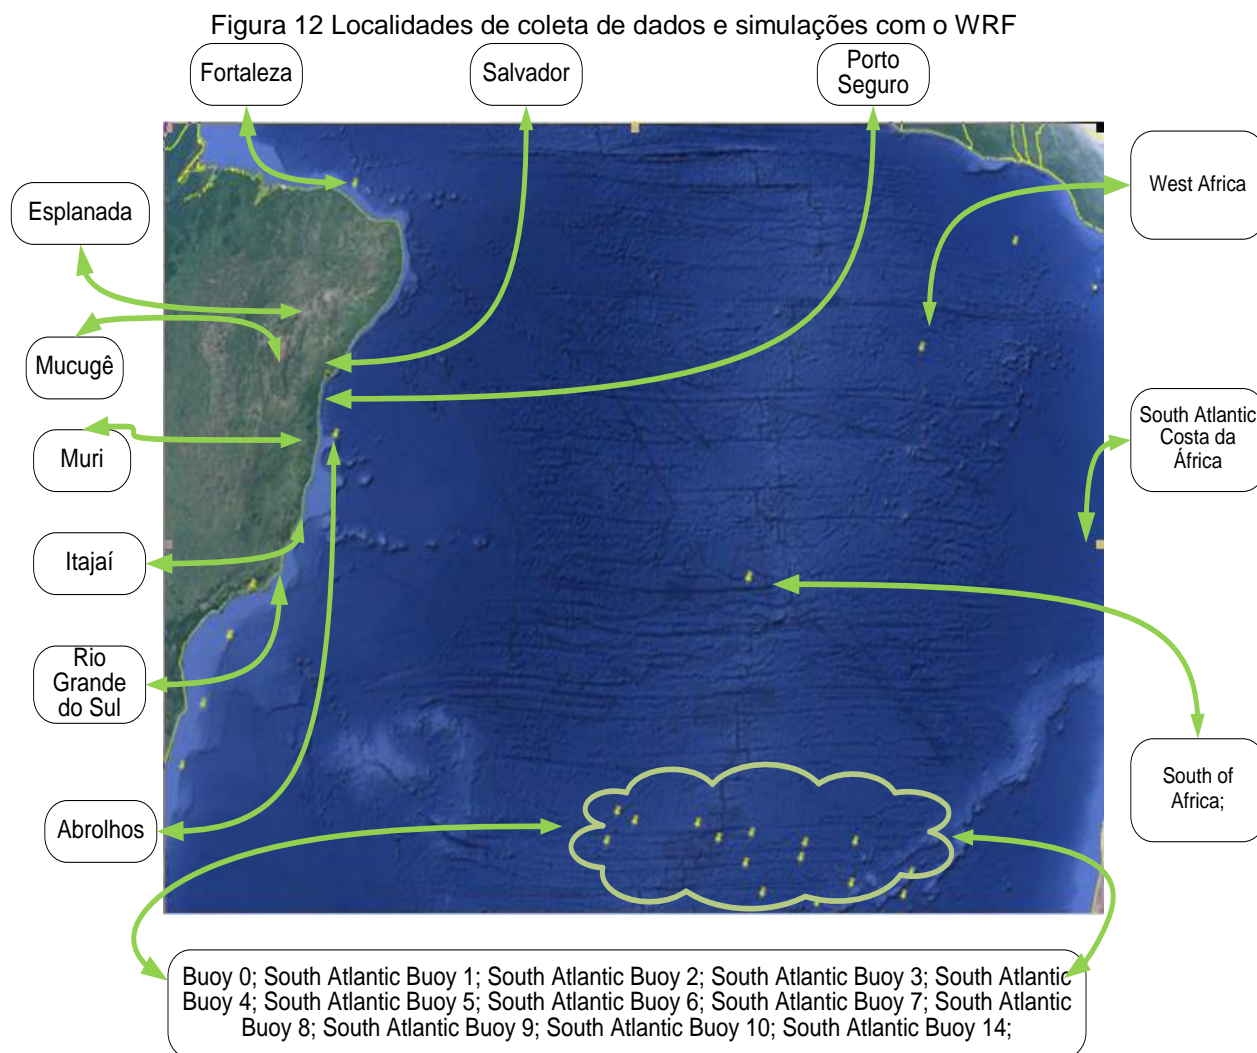 Figura 12 Localidades de coleta de dados e simulações com o WRF
Fortaleza
Salvador
Porto
Seguro
West Africa
Esplanada
Mucugê
South Atlantic
Costa da
África
Muri
Itajaí
Rio
Grande
do Sul
South of
Africa;
Abrolhos
Buoy 0; South Atlantic Buoy 1; South Atlantic Buoy 2; South Atlantic Buoy 3; South Atlantic
Buoy 4; South Atlantic Buoy 5; South Atlantic Buoy 6; South Atlantic Buoy 7; South Atlantic
Buoy 8; South Atlantic Buoy 9; South Atlantic Buoy 10; South Atlantic Buoy 14;